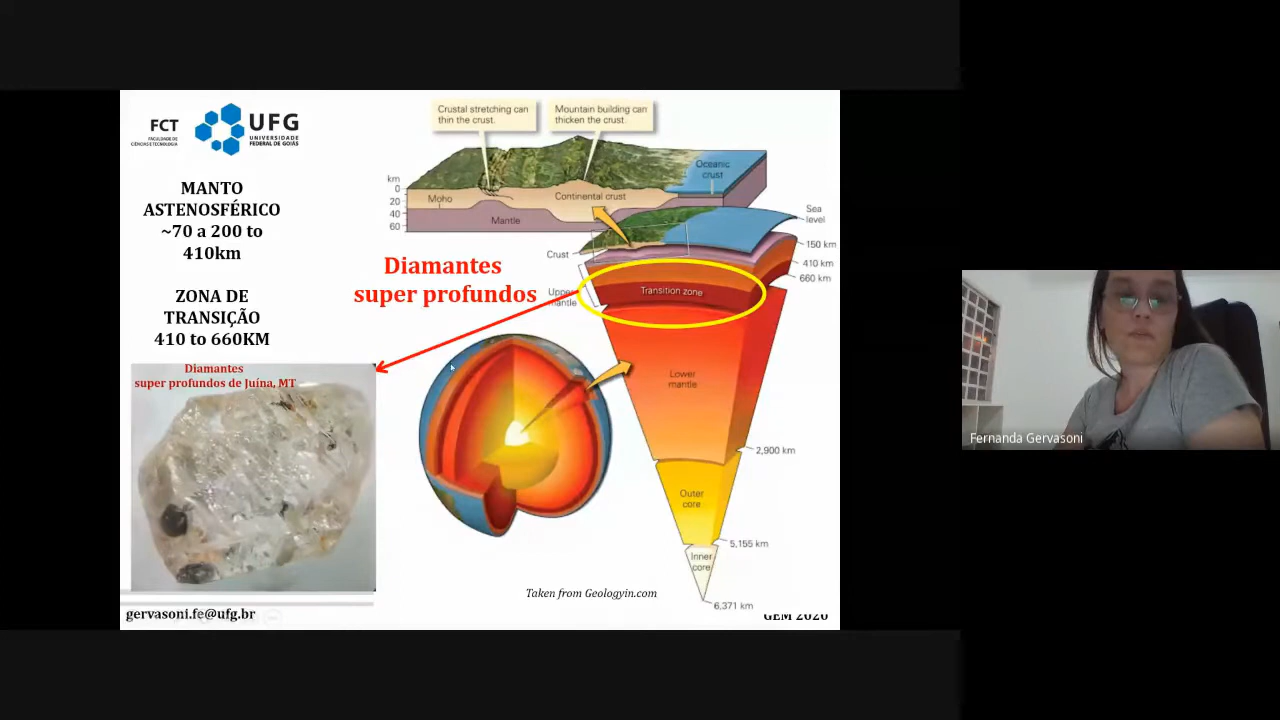 FCT
FACULDADE DE
CIÊNCIAS E TECNOLOGIA
UFG
UNIVERSIDADE
FEDERAL DE GOIÁS
MANTO
ASTENOSFÉRICO
~70 a 200 to
410km
ZONA DE
TRANSIÇÃO
410 to 660KM
Diamantes
super profundos de Juína, MT
Diamantes
super profundos
Crustal stretching can
thin the crust.
Mountain building can
thicken the crust.
km
0
20
40
60
Moho
Mantle
Continental crust
Oceanic
crust
Sea
level
Crust
150 km
410 km
660 km
Upper
mantle
Transition zone
Lower
mantle
2,900 km
Outer
core
5,155 km
Inner
core
6,371 km
Taken from Geologyin.com
gervasoni.fe@ufg.br
GEM 2020
Fernanda Gervasoni